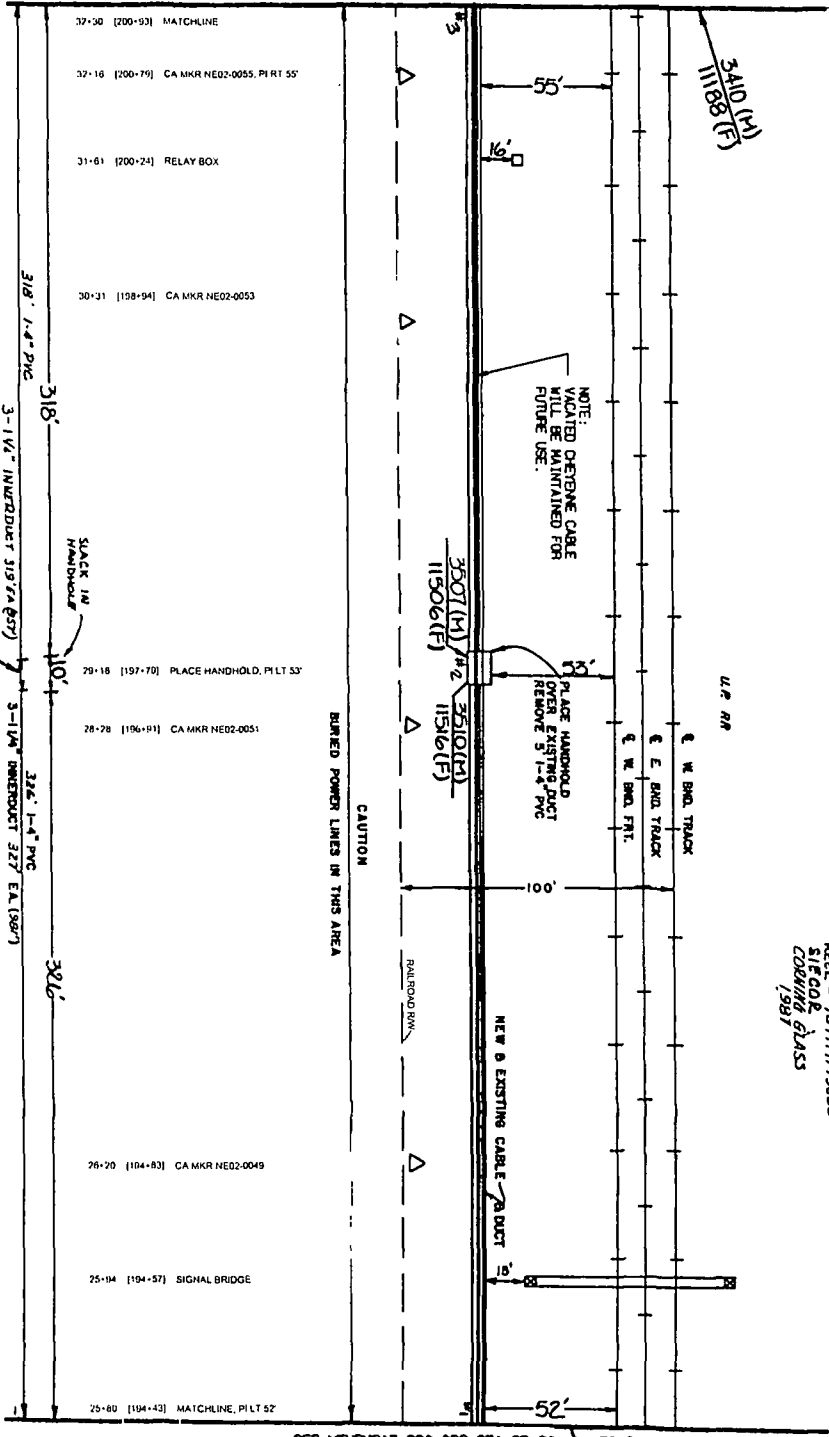 32+30 [200+93] MATCHLINE
32+16 [200+79] CA MKR NE02-0055, PI RT 55'
31+61 [200+24] RELAY BOX
30+31 [198+94] CA MKR NE02-0053
29+18 [197+70] PLACE HANDHOLD, PI LT 53'
28+28 [196+91] CA MKR NE02-0051
26+20 [194+83] CA MKR NE02-0049
25+94 [194+57] SIGNAL BRIDGE
25+80 [194+43] MATCHLINE, PI LT 52'
#3
55'
3410 (M)
11188 (F)
16'
NOTE:
VACATED CHEYENNE CABLE
WILL BE MAINTAINED FOR
FUTURE USE.
318' 1-4" PVC
318'
3-1 1/4" INNERDUCT 319' EA (EST)
SLACK IN
HANDHOLE
10'
3507 (M)
11506 (F)
#2
3510 (M)
11516 (F)
53'
PLACE HANDHOLD
OVER EXISTING DUCT
REMOVE 5' 1-4" PVC
U.P. RR
℄ W. BND. TRACK
℄ E. BND. TRACK
℄ W. BND. FRT.
SIECOR
CORNING GLASS
1987
CAUTION
BURIED POWER LINES IN THIS AREA
100'
RAILROAD R/W
326' 1-4" PVC
3-1 1/4" INNERDUCT 327' EA.
326'
NEW & EXISTING CABLE & DUCT
18'
52'